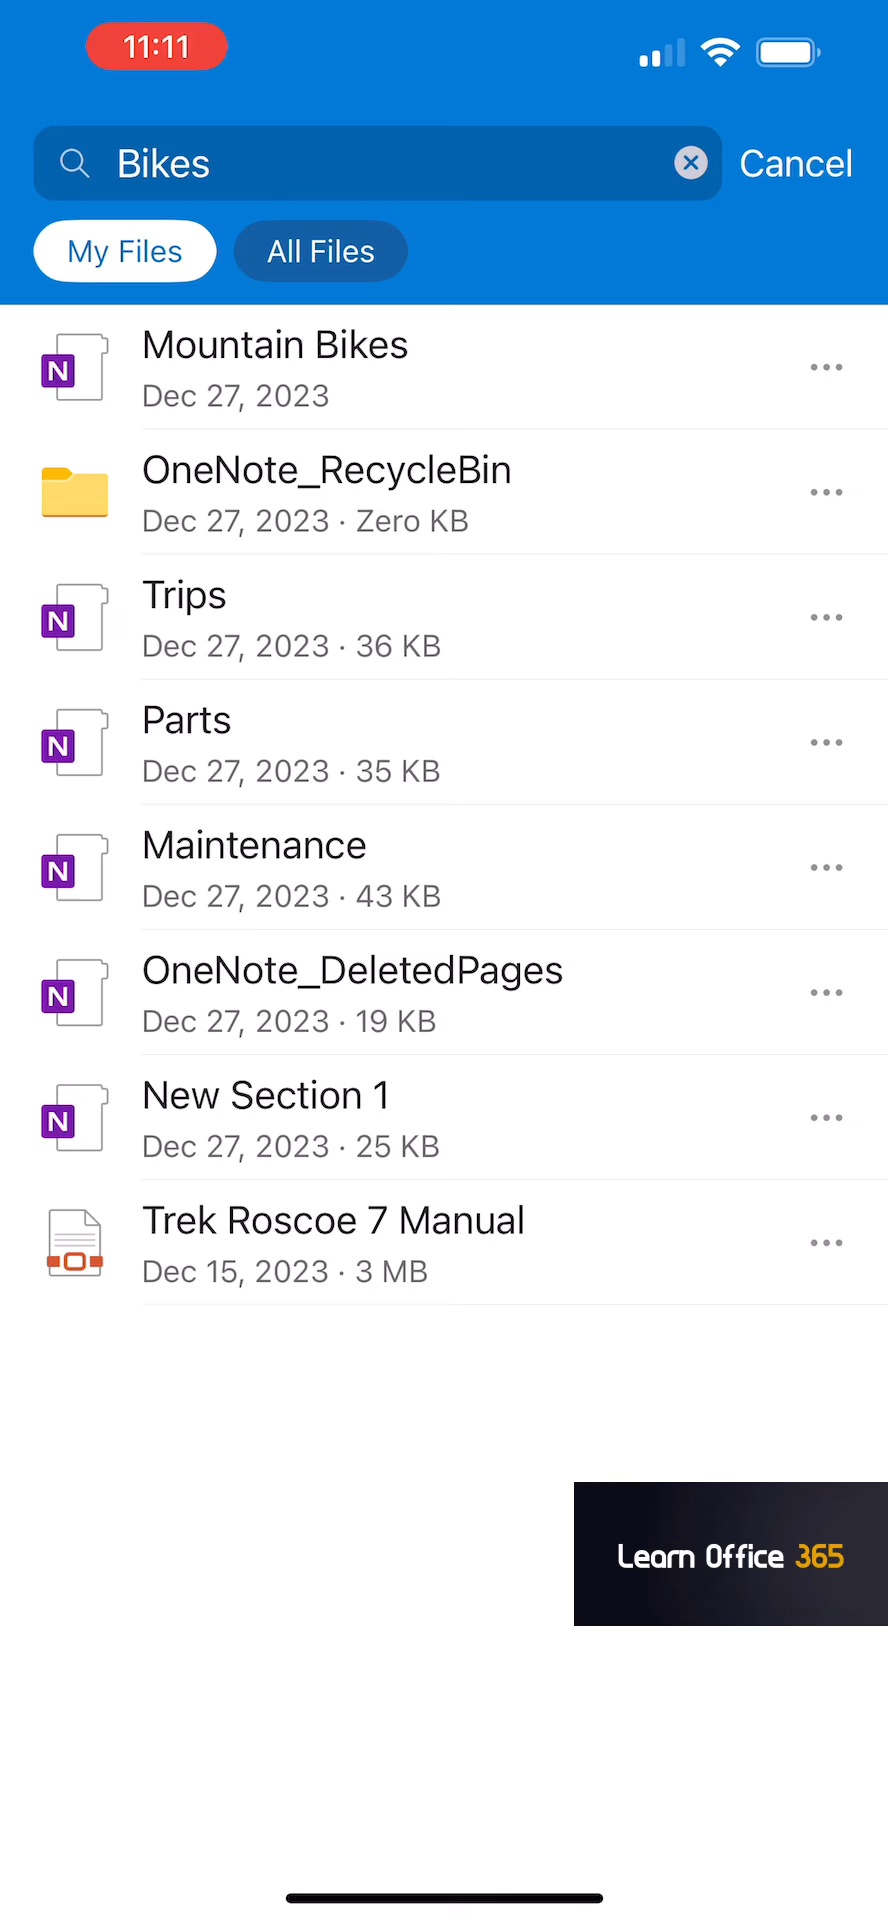 11:11
Bikes
Cancel
My Files
All Files
Mountain Bikes
Dec 27, 2023
OneNote_RecycleBin
Dec 27, 2023 · Zero KB
N
Trips
Dec 27, 2023 · 36 KB
N
Parts
Dec 27, 2023 · 35 KB
N
Maintenance
Dec 27, 2023 · 43 KB
N
OneNote_DeletedPages
Dec 27, 2023 · 19 KB
N
New Section 1
Dec 27, 2023 · 25 KB
N
Trek Roscoe 7 Manual
Dec 15, 2023 · 3 MB
Learn Office 365